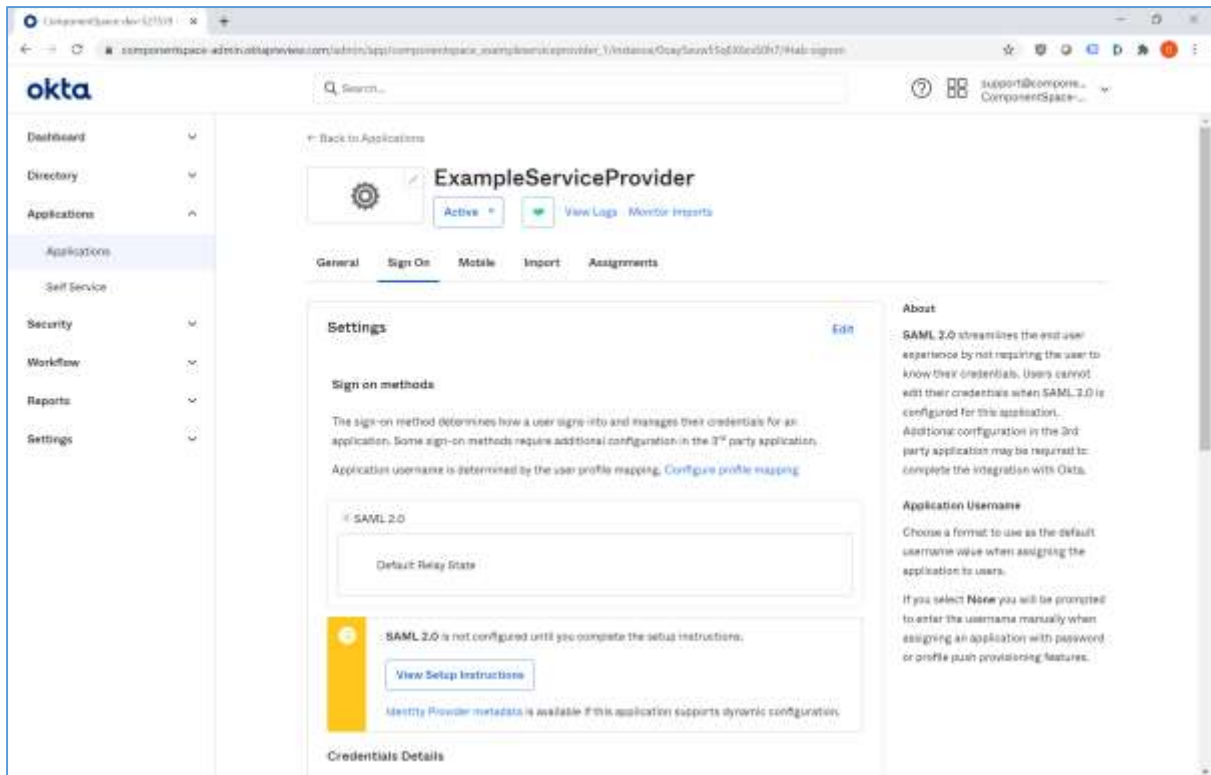 ComponentSpace-dev-527519
okta
Search...
support@compone...
ComponentSpace-...
Dashboard
Directory
Applications
Applications
Self Service
Security
Workflow
Reports
Settings
← Back to Applications
ExampleServiceProvider
Active
View Logs Monitor Imports
General Sign On Mobile Import Assignments
Settings
Edit
Sign on methods
The sign-on method determines how a user signs into and manages their credentials for an
application. Some sign-on methods require additional configuration in the 3rd party application.
Application username is determined by the user profile mapping. Configure profile mapping
SAML 2.0
Default Relay State
SAML 2.0 is not configured until you complete the setup instructions.
View Setup Instructions
Identity Provider metadata is available if this application supports dynamic configuration.
Credentials Details
About
SAML 2.0 streamlines the end user
experience by not requiring the user to
know their credentials. Users cannot
edit their credentials when SAML 2.0 is
configured for this application.
Additional configuration in the 3rd
party application may be required to
complete the integration with Okta.
Application Username
Choose a format to use as the default
username value when assigning the
application to users.
If you select None you will be prompted
to enter the username manually when
assigning an application with password
or profile push provisioning features.